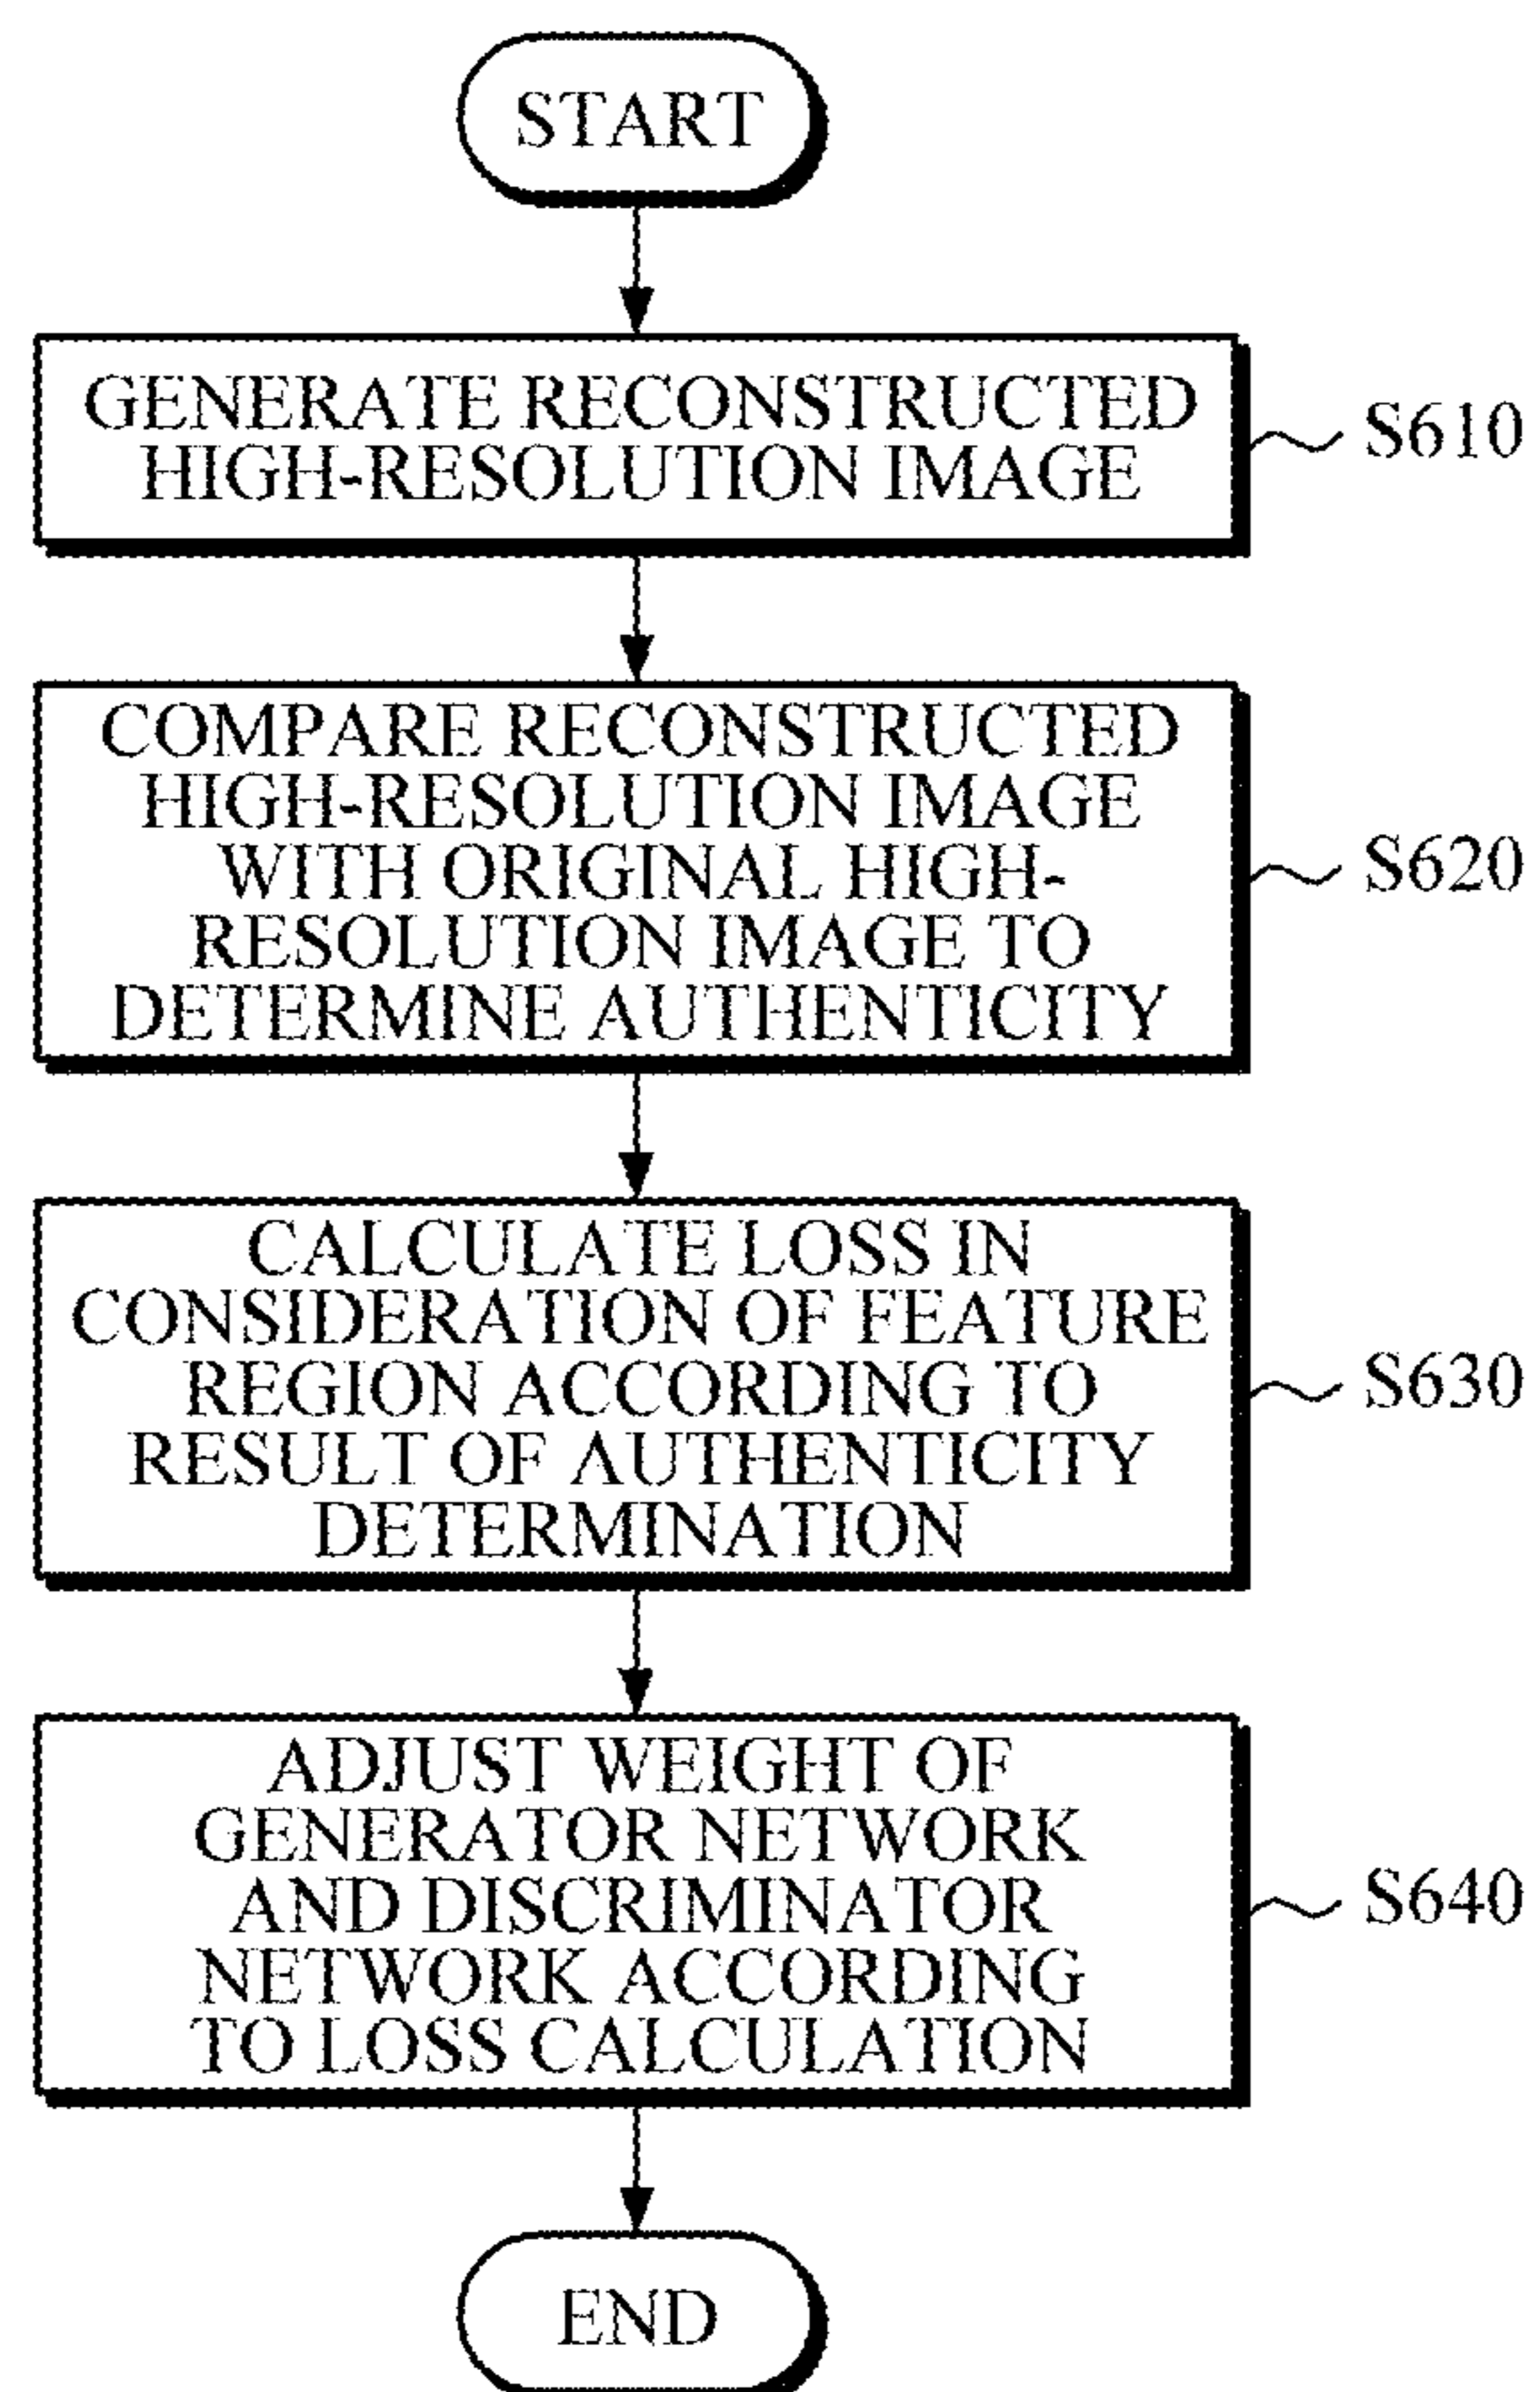 START
GENERATE RECONSTRUCTED
HIGH-RESOLUTION IMAGE
S610
COMPARE RECONSTRUCTED
HIGH-RESOLUTION IMAGE
WITH ORIGINAL HIGH-
RESOLUTION IMAGE TO
DETERMINE AUTHENTICITY
S620
CALCULATE LOSS IN
CONSIDERATION OF FEATURE
REGION ACCORDING TO
RESULT OF AUTHENTICITY
DETERMINATION
S630
ADJUST WEIGHT OF
GENERATOR NETWORK
AND DISCRIMINATOR
NETWORK ACCORDING
TO LOSS CALCULATION
S640
END